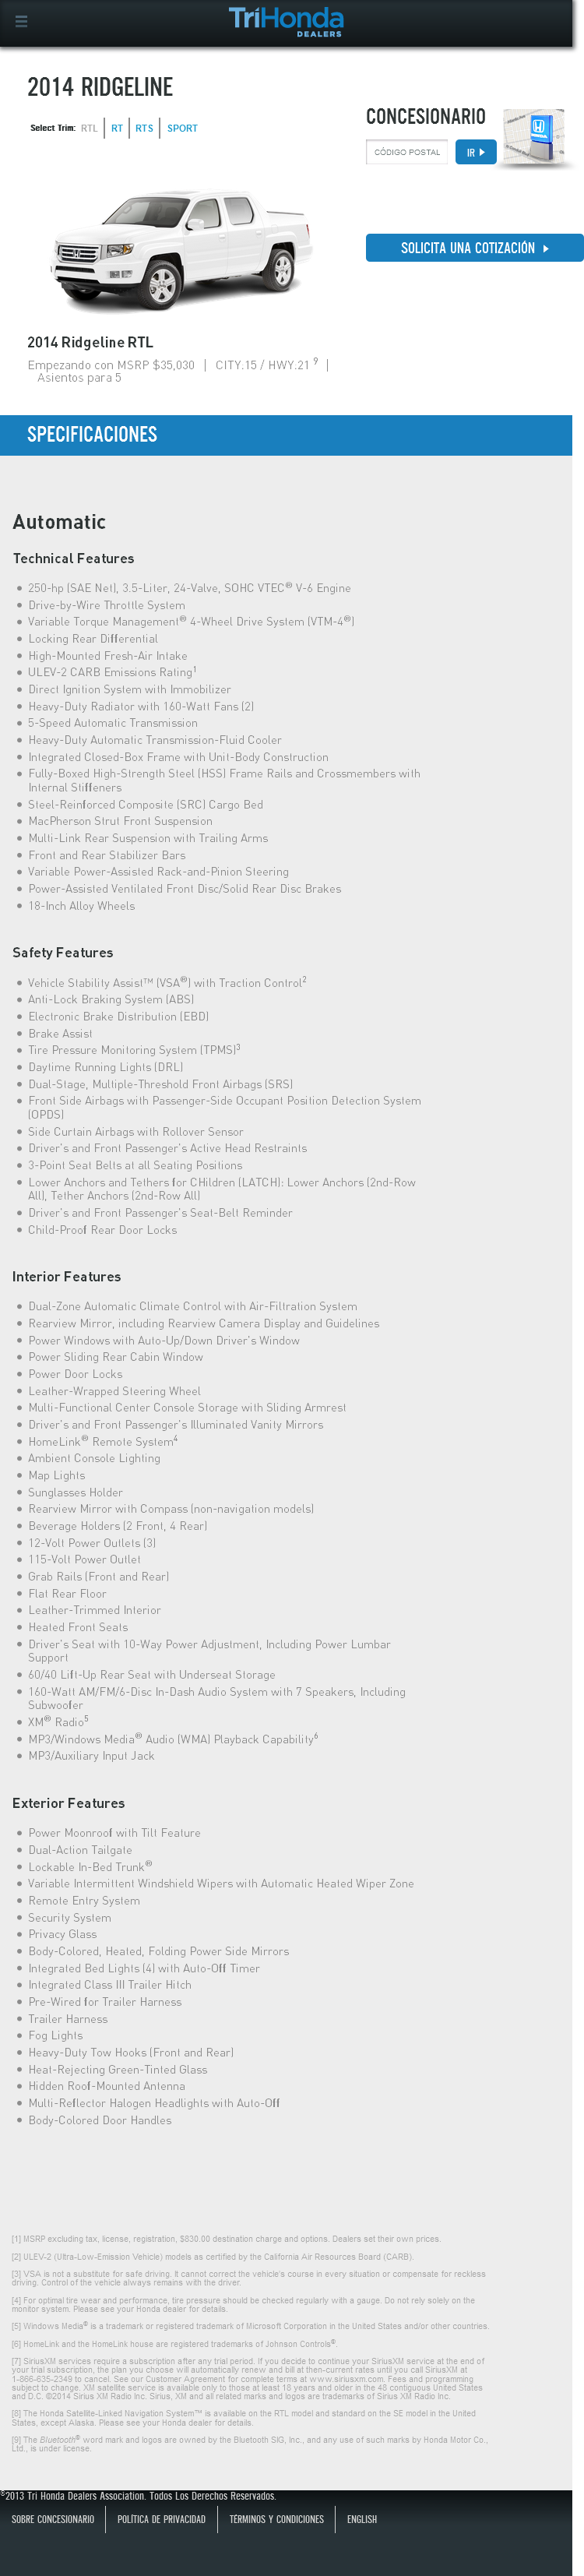 TriHonda
DEALERS
2014 RIDGELINE
Select Trim: RTL | RT | RTS | SPORT
CONCESIONARIO
CÓDIGO POSTAL
IR
SOLICITA UNA COTIZACIÓN
2014 Ridgeline RTL
Empezando con MSRP $35,030 | CITY.15 / HWY.21 9 |
Asientos para 5
SPECIFICACIONES
Automatic
Technical Features
250-hp (SAE Net), 3.5-Liter, 24-Valve, SOHC VTEC® V-6 Engine
Drive-by-Wire Throttle System
Variable Torque Management® 4-Wheel Drive System (VTM-4®)
Locking Rear Differential
High-Mounted Fresh-Air Intake
ULEV-2 CARB Emissions Rating1
Direct Ignition System with Immobilizer
Heavy-Duty Radiator with 160-Watt Fans (2)
5-Speed Automatic Transmission
Heavy-Duty Automatic Transmission-Fluid Cooler
Integrated Closed-Box Frame with Unit-Body Construction
Fully-Boxed High-Strength Steel (HSS) Frame Rails and Crossmembers with
Internal Stiffeners
Steel-Reinforced Composite (SRC) Cargo Bed
MacPherson Strut Front Suspension
Multi-Link Rear Suspension with Trailing Arms
Front and Rear Stabilizer Bars
Variable Power-Assisted Rack-and-Pinion Steering
Power-Assisted Ventilated Front Disc/Solid Rear Disc Brakes
18-Inch Alloy Wheels
Safety Features
Vehicle Stability Assist™ (VSA®) with Traction Control2
Anti-Lock Braking System (ABS)
Electronic Brake Distribution (EBD)
Brake Assist
Tire Pressure Monitoring System (TPMS)3
Daytime Running Lights (DRL)
Dual-Stage, Multiple-Threshold Front Airbags (SRS)
Front Side Airbags with Passenger-Side Occupant Position Detection System
(OPDS)
Side Curtain Airbags with Rollover Sensor
Driver's and Front Passenger's Active Head Restraints
3-Point Seat Belts at all Seating Positions
Lower Anchors and Tethers for CHildren (LATCH): Lower Anchors (2nd-Row
All), Tether Anchors (2nd-Row All)
Driver's and Front Passenger's Seat-Belt Reminder
Child-Proof Rear Door Locks
Interior Features
Dual-Zone Automatic Climate Control with Air-Filtration System
Rearview Mirror, including Rearview Camera Display and Guidelines
Power Windows with Auto-Up/Down Driver's Window
Power Sliding Rear Cabin Window
Power Door Locks
Leather-Wrapped Steering Wheel
Multi-Functional Center Console Storage with Sliding Armrest
Driver's and Front Passenger's Illuminated Vanity Mirrors
HomeLink® Remote System4
Ambient Console Lighting
Map Lights
Sunglasses Holder
Rearview Mirror with Compass (non-navigation models)
Beverage Holders (2 Front, 4 Rear)
12-Volt Power Outlets (3)
115-Volt Power Outlet
Grab Rails (Front and Rear)
Flat Rear Floor
Leather-Trimmed Interior
Heated Front Seats
Driver's Seat with 10-Way Power Adjustment, Including Power Lumbar
Support
60/40 Lift-Up Rear Seat with Underseat Storage
160-Watt AM/FM/6-Disc In-Dash Audio System with 7 Speakers, Including
Subwoofer
XM® Radio5
MP3/Windows Media® Audio (WMA) Playback Capability6
MP3/Auxiliary Input Jack
Exterior Features
Power Moonroof with Tilt Feature
Dual-Action Tailgate
Lockable In-Bed Trunk®
Variable Intermittent Windshield Wipers with Automatic Heated Wiper Zone
Remote Entry System
Security System
Privacy Glass
Body-Colored, Heated, Folding Power Side Mirrors
Integrated Bed Lights (4) with Auto-Off Timer
Integrated Class III Trailer Hitch
Pre-Wired for Trailer Harness
Trailer Harness
Fog Lights
Heavy-Duty Tow Hooks (Front and Rear)
Heat-Rejecting Green-Tinted Glass
Hidden Roof-Mounted Antenna
Multi-Reflector Halogen Headlights with Auto-Off
Body-Colored Door Handles
[1] MSRP excluding tax, license, registration, $830.00 destination charge and options. Dealers set their own prices.
[2] ULEV-2 (Ultra-Low-Emission Vehicle) models as certified by the California Air Resources Board (CARB).
[3] VSA is not a substitute for safe driving. It cannot correct the vehicle's course in every situation or compensate for reckless
driving. Control of the vehicle always remains with the driver.
[4] For optimal tire wear and performance, tire pressure should be checked regularly with a gauge. Do not rely solely on the
monitor system. Please see your Honda dealer for details.
[5] Windows Media® is a trademark or registered trademark of Microsoft Corporation in the United States and/or other countries.
[6] HomeLink and the HomeLink house are registered trademarks of Johnson Controls®.
[7] SiriusXM services require a subscription after any trial period. If you decide to continue your SiriusXM service at the end of
your trial subscription, the plan you choose will automatically renew and bill at then-current rates until you call SiriusXM at
1-866-635-2349 to cancel. See our Customer Agreement for complete terms at www.siriusxm.com. Fees and programming
subject to change. XM satellite service is available only to those at least 18 years and older in the 48 contiguous United States
and D.C. ©2014 Sirius XM Radio Inc. Sirius, XM and all related marks and logos are trademarks of Sirius XM Radio Inc.
[8] The Honda Satellite-Linked Navigation System™ is available on the RTL model and standard on the SE model in the United
States, except Alaska. Please see your Honda dealer for details.
[9] The Bluetooth® word mark and logos are owned by the Bluetooth SIG, Inc., and any use of such marks by Honda Motor Co.,
Ltd., is under license.
©2013 Tri Honda Dealers Association. Todos Los Derechos Reservados.
SOBRE CONCESIONARIO | POLÍTICA DE PRIVACIDAD | TÉRMINOS Y CONDICIONES | ENGLISH